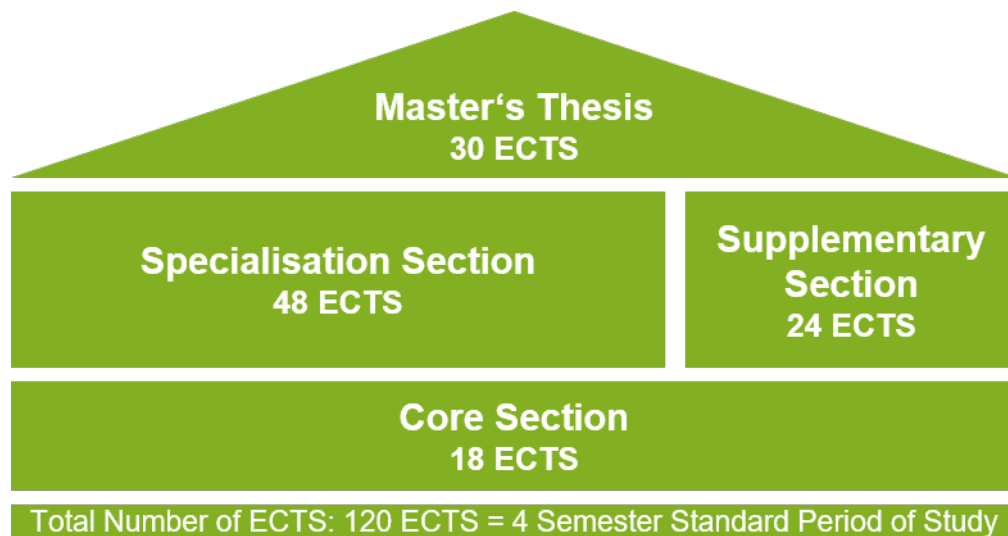 Master‘s Thesis
30 ECTS
Specialisation Section
48 ECTS
Supplementary
Section
24 ECTS
Core Section
18 ECTS
Total Number of ECTS: 120 ECTS = 4 Semester Standard Period of Study